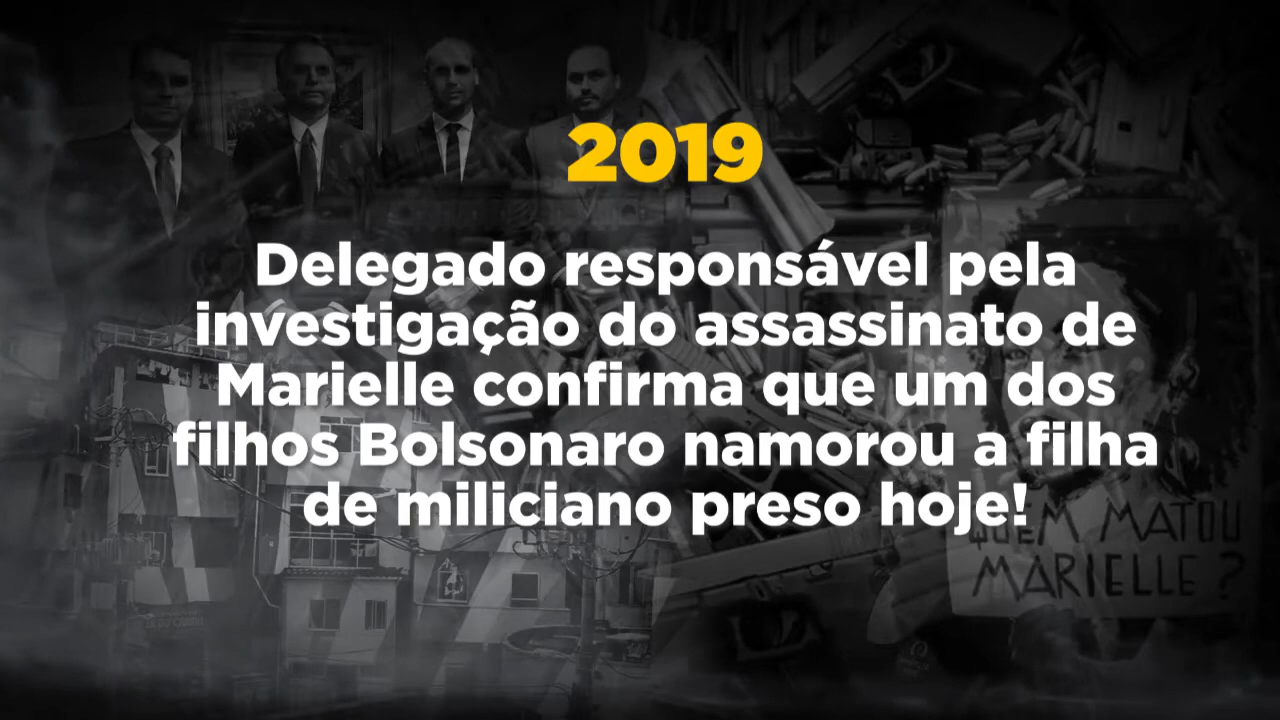 2019
Delegado responsável pela
investigação do assassinato de
Marielle confirma que um dos
filhos Bolsonaro namorou a filha
de miliciano preso hoje!
QUEM MATOU
MARIELLE?